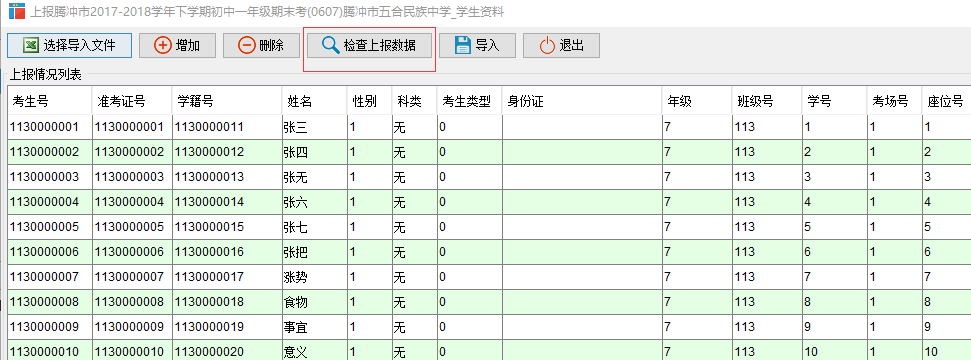 上报腾冲市2017-2018学年下学期初中一年级期末考(0607)腾冲市五合民族中学_学生资料
选择导入文件 增加 删除 检查上报数据 导入 退出
上报情况列表
考生号 准考证号 学籍号 姓名 性别 科类 考生类型 身份证 年级 班级号 学号 考场号 座位号
1130000001 1130000001 1130000011 张三 1 无 0 7 113 1 1 1
1130000002 1130000002 1130000012 张四 1 无 0 7 113 2 1 2
1130000003 1130000003 1130000013 张无 1 无 0 7 113 3 1 3
1130000004 1130000004 1130000014 张六 1 无 0 7 113 4 1 4
1130000005 1130000005 1130000015 张七 1 无 0 7 113 5 1 5
1130000006 1130000006 1130000016 张把 1 无 0 7 113 6 1 6
1130000007 1130000007 1130000017 涨势 1 无 0 7 113 7 1 7
1130000008 1130000008 1130000018 食物 1 无 0 7 113 8 1 8
1130000009 1130000009 1130000019 事宜 1 无 0 7 113 9 1 9
1130000010 1130000010 1130000020 意义 1 无 0 7 113 10 1 10